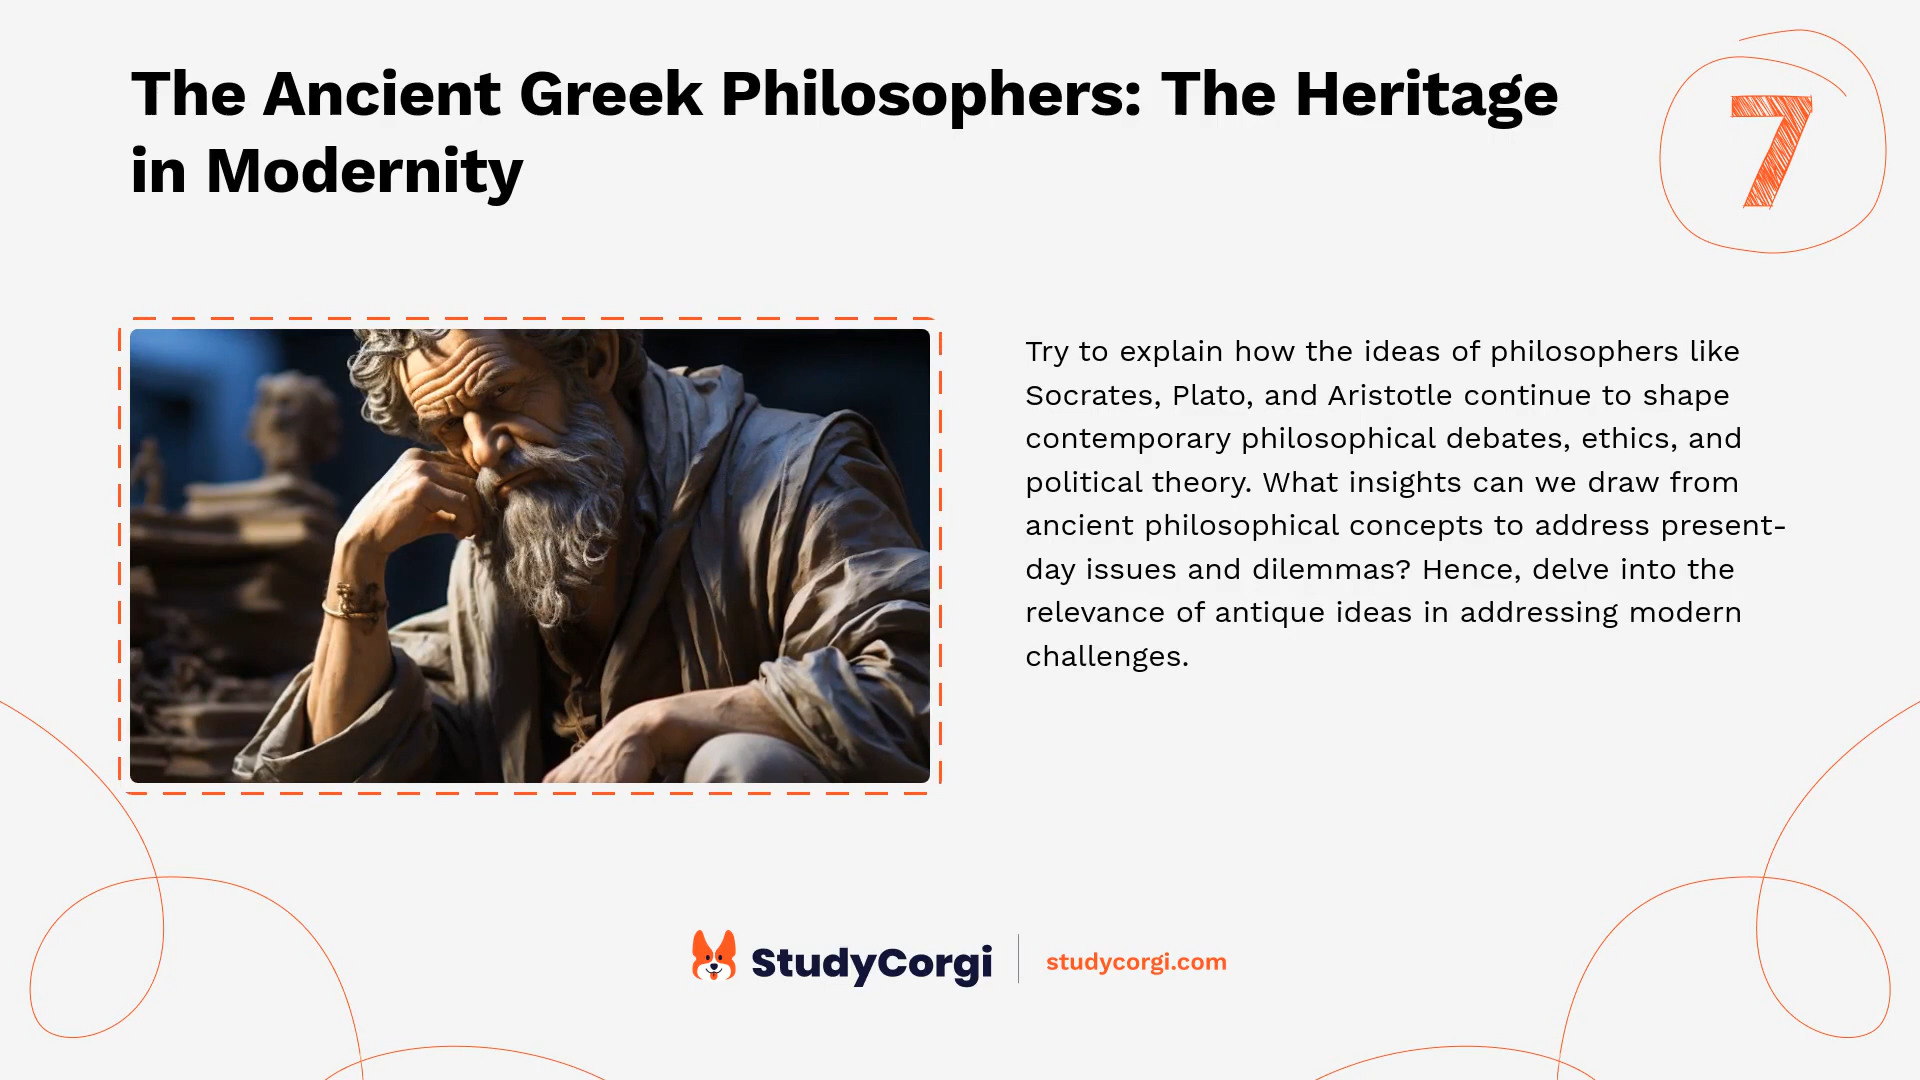 The Ancient Greek Philosophers: The Heritage
in Modernity
7
Try to explain how the ideas of philosophers like
Socrates, Plato, and Aristotle continue to shape
contemporary philosophical debates, ethics, and
political theory. What insights can we draw from
ancient philosophical concepts to address present-
day issues and dilemmas? Hence, delve into the
relevance of antique ideas in addressing modern
challenges.
StudyCorgi
studycorgi.com